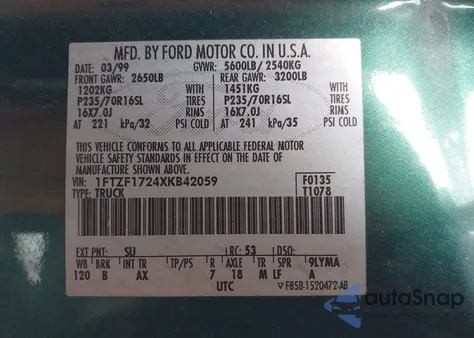 MFD. BY FORD MOTOR CO. IN U.S.A.
DATE: 03/99 GVWR: 5600LB/ 2540KG
FRONT GAWR: 2650LB REAR GAWR: 3200LB
1202KG WITH 1451KG WITH
P235/70R16SL TIRES P235/70R16SL TIRES
16X7.0J RIMS 16X7.0J RIMS
AT 221 kPa/32 PSI COLD AT 241 kPa/35 PSI COLD
THIS VEHICLE CONFORMS TO ALL APPLICABLE FEDERAL MOTOR
VEHICLE SAFETY STANDARDS IN EFFECT ON THE DATE OF
MANUFACTURE SHOWN ABOVE.
VIN: 1FTZF1724XKB42059 F0135
TYPE: TRUCK T1078
EXT PNT: SU RC: 53 DSO:
WB BRK INT TR TP/PS R AXLE TR SPR 9LYMA
120 B AX 7 18 M LF A
UTC ▽ F85B-1520472-AB
autoSnap